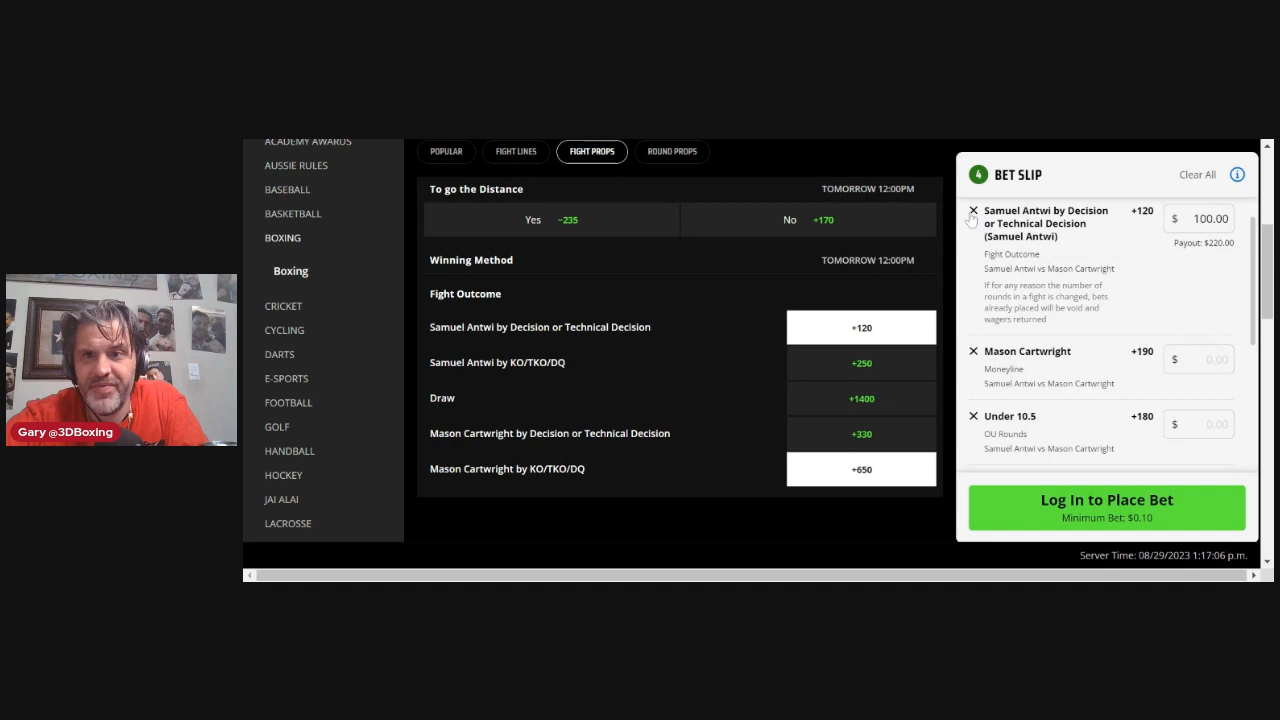 ACADEMY AWARDS
AUSSIE RULES
BASEBALL
BASKETBALL
BOXING
Boxing
CRICKET
CYCLING
DARTS
E-SPORTS
FOOTBALL
GOLF
HANDBALL
HOCKEY
JAI ALAI
LACROSSE
POPULAR FIGHT LINES FIGHT PROPS ROUND PROPS
To go the Distance TOMORROW 12:00PM
Yes −235 No +170
Winning Method TOMORROW 12:00PM
Fight Outcome
Samuel Antwi by Decision or Technical Decision +120
Samuel Antwi by KO/TKO/DQ +250
Draw +1400
Mason Cartwright by Decision or Technical Decision +330
Mason Cartwright by KO/TKO/DQ +650
4 BET SLIP Clear All i
Samuel Antwi by Decision +120 $ 100.00
or Technical Decision
(Samuel Antwi) Payout: $220.00
Fight Outcome
Samuel Antwi vs Mason Cartwright
If for any reason the number of
rounds in a fight is changed, bets
already placed will be void and
wagers returned
Mason Cartwright +190 $ 0.00
Moneyline
Samuel Antwi vs Mason Cartwright
Under 10.5 +180 $ 0.00
OU Rounds
Samuel Antwi vs Mason Cartwright
Log In to Place Bet
Minimum Bet: $0.10
Server Time: 08/29/2023 1:17:06 p.m.
Gary @3DBoxing